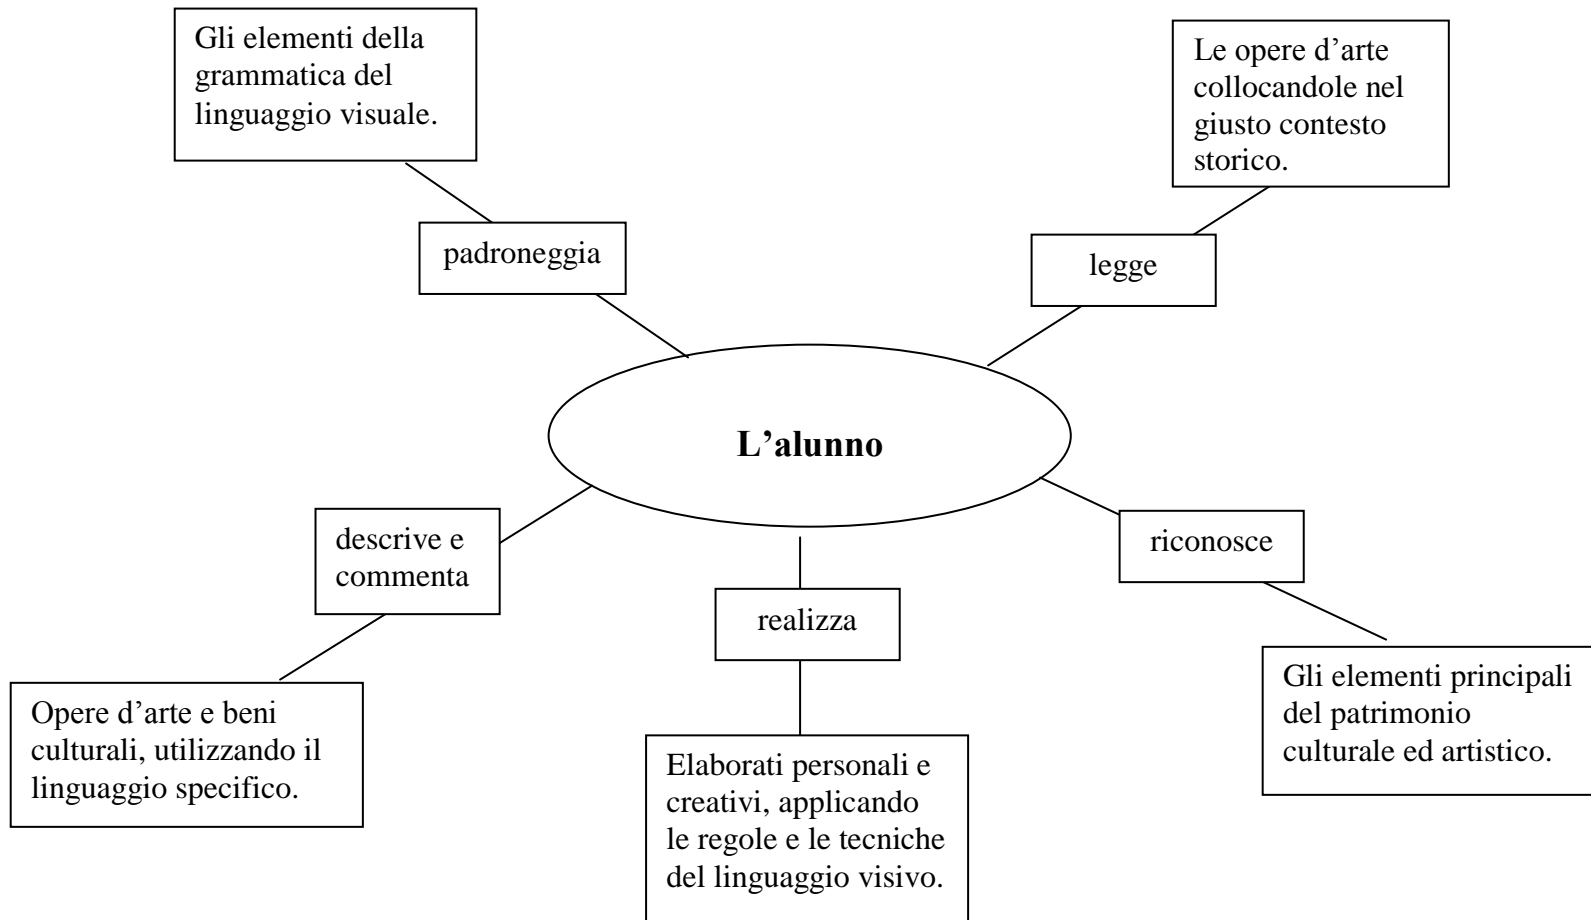 Gli elementi della
grammatica del
linguaggio visuale.
Le opere d’arte
collocandole nel
giusto contesto
storico.
padroneggia
legge
L’alunno
descrive e
commenta
realizza
riconosce
Opere d’arte e beni
culturali, utilizzando il
linguaggio specifico.
Elaborati personali e
creativi, applicando
le regole e le tecniche
del linguaggio visivo.
Gli elementi principali
del patrimonio
culturale ed artistico.